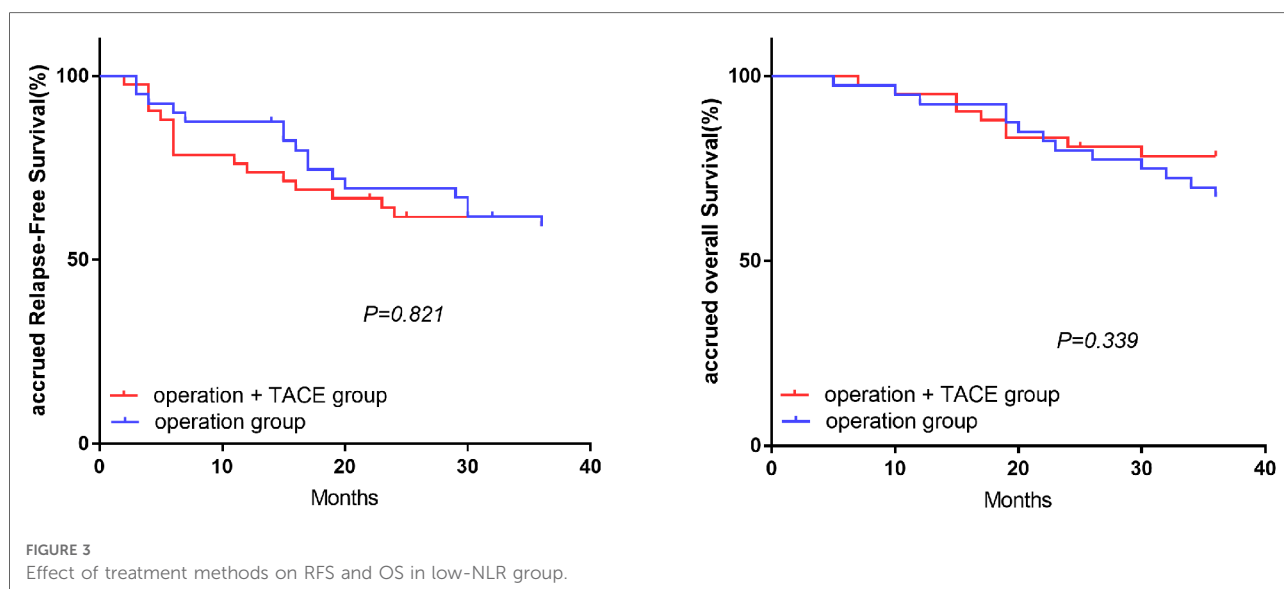 accrued Relapse-Free Survival(%)
100
50
0
P=0.821
operation + TACE group
operation group
0 10 20 30 40
Months
accrued overall Survival(%)
100
50
0
P=0.339
operation + TACE group
operation group
0 10 20 30 40
Months
FIGURE 3
Effect of treatment methods on RFS and OS in low-NLR group.